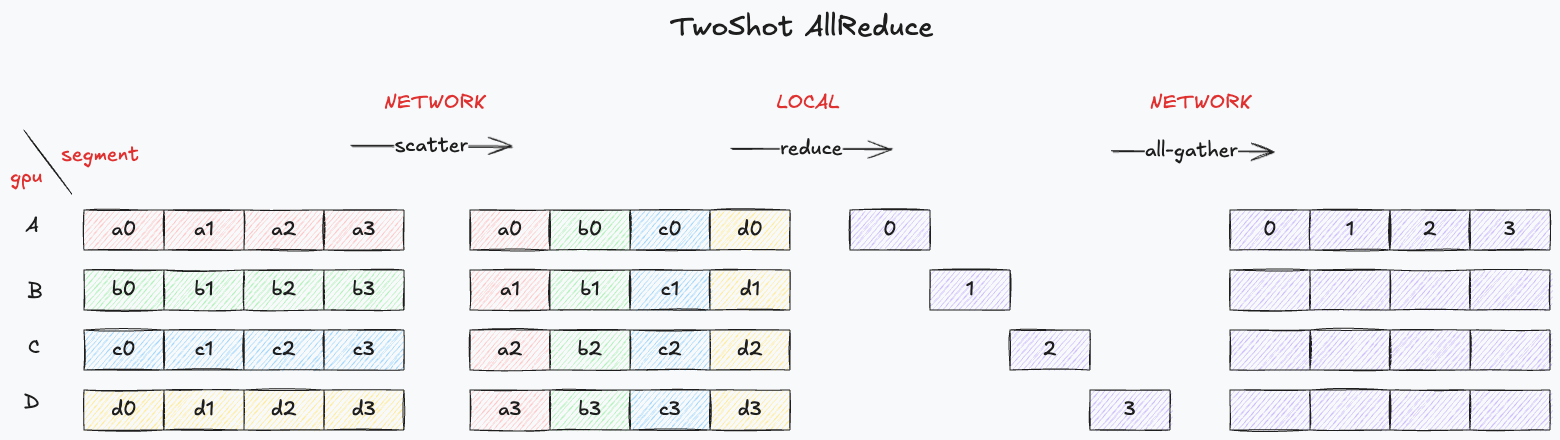 TwoShot AllReduce
NETWORK LOCAL NETWORK
scatter reduce all-gather
segment
gpu
A a0 a1 a2 a3 a0 b0 c0 d0 0 0 1 2 3
B b0 b1 b2 b3 a1 b1 c1 d1 1
C c0 c1 c2 c3 a2 b2 c2 d2 2
D d0 d1 d2 d3 a3 b3 c3 d3 3